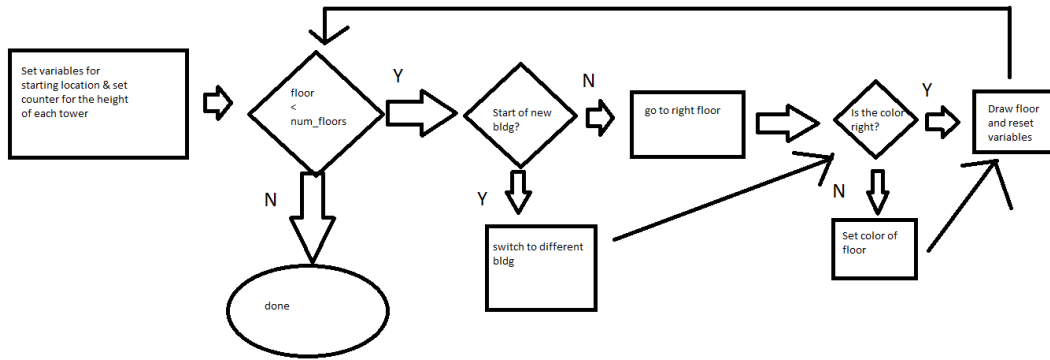 Set variables for
starting location & set
counter for the height
of each tower
floor
<
num_floors
Y
N
done
Start of new
bldg?
N
Y
go to right floor
switch to different
bldg
Is the color
right?
Y
N
Set color of
floor
Draw floor
and reset
variables